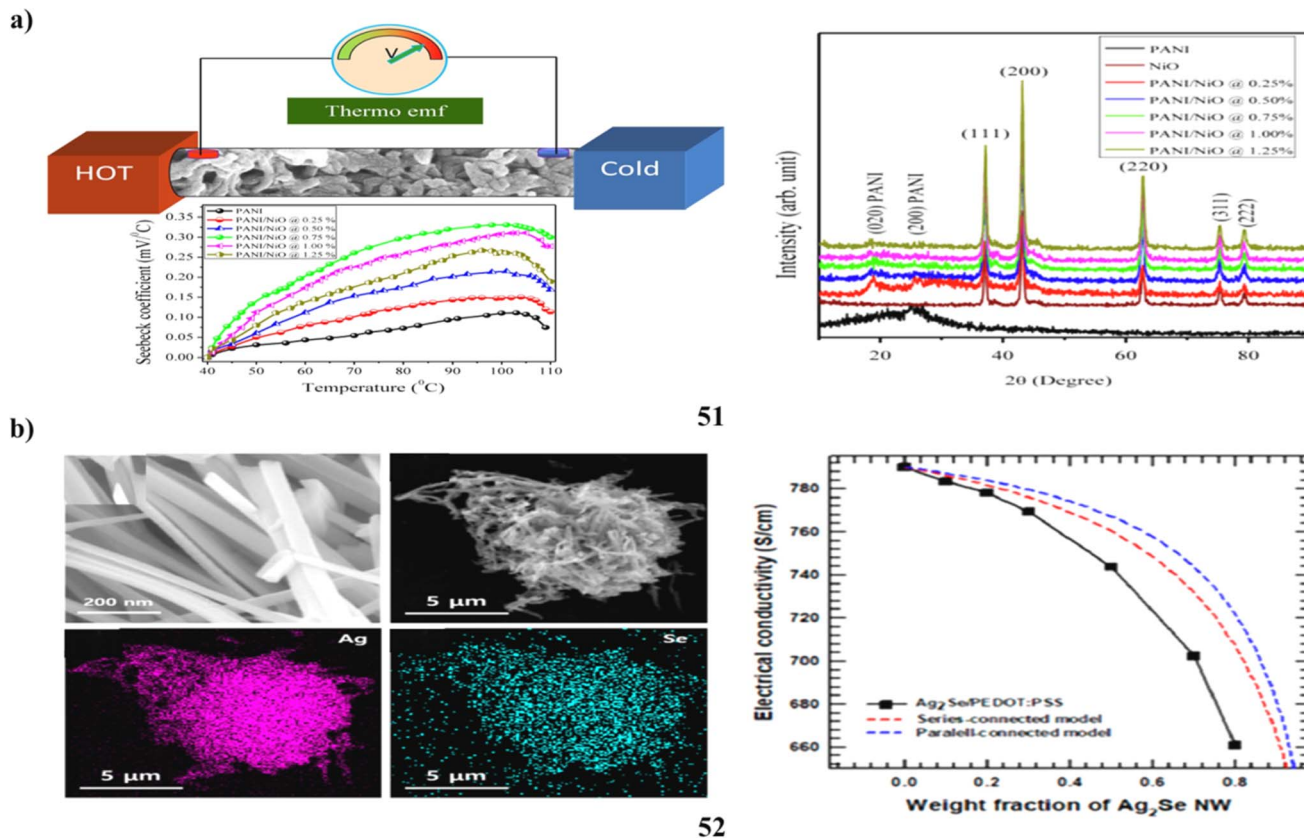 a)
V
Thermo emf
HOT
Cold
PANI
PANI/NiO @ 0.25 %
PANI/NiO @ 0.50 %
PANI/NiO @ 0.75 %
PANI/NiO @ 1.00 %
PANI/NiO @ 1.25 %
Seebeck coefficient (mV/°C)
0.35
0.30
0.25
0.20
0.15
0.10
0.05
0.00
40 50 60 70 80 90 100 110
Temperature (°C)
PANI
NiO
PANI/NiO @ 0.25%
PANI/NiO @ 0.50%
PANI/NiO @ 0.75%
PANI/NiO @ 1.00%
PANI/NiO @ 1.25%
(020) PANI
(200) PANI
(111)
(200)
(220)
(311)
(222)
Intensity (arb. unit)
20 40 60 80
2θ (Degree)
51
b)
200 nm
5 μm
Ag
5 μm
Se
5 μm
Electrical conductivity (S/cm)
780
760
740
720
700
680
660
Ag2Se/PEDOT:PSS
Series-connected model
Paralell-connected model
0.0 0.2 0.4 0.6 0.8
Weight fraction of Ag2Se NW
52